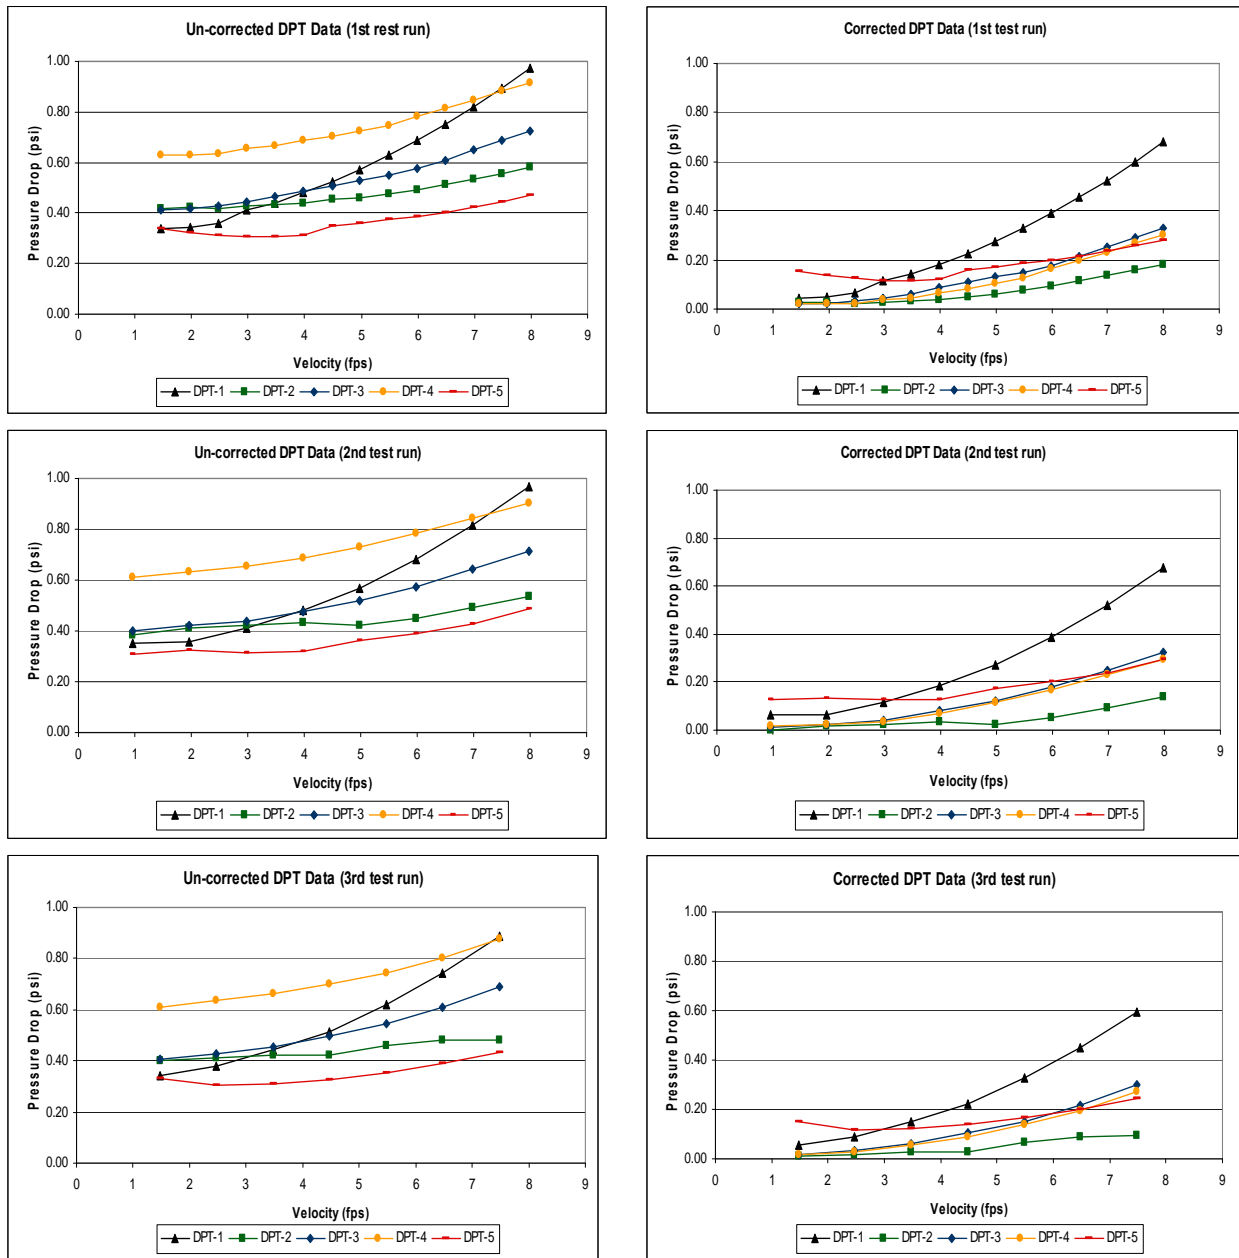 Un-corrected DPT Data (1st rest run)
Pressure Drop (psi)
1.00
0.80
0.60
0.40
0.20
0.00
0 1 2 3 4 5 6 7 8 9
Velocity (fps)
DPT-1 DPT-2 DPT-3 DPT-4 DPT-5
Corrected DPT Data (1st test run)
Pressure Drop (psi)
1.00
0.80
0.60
0.40
0.20
0.00
0 1 2 3 4 5 6 7 8 9
Velocity (fps)
DPT-1 DPT-2 DPT-3 DPT-4 DPT-5
Un-corrected DPT Data (2nd test run)
Pressure Drop (psi)
1.00
0.80
0.60
0.40
0.20
0.00
0 1 2 3 4 5 6 7 8 9
Velocity (fps)
DPT-1 DPT-2 DPT-3 DPT-4 DPT-5
Corrected DPT Data (2nd test run)
Pressure Drop (psi)
1.00
0.80
0.60
0.40
0.20
0.00
0 1 2 3 4 5 6 7 8 9
Velocity (fps)
DPT-1 DPT-2 DPT-3 DPT-4 DPT-5
Un-corrected DPT Data (3rd test run)
Pressure Drop (psi)
1.00
0.80
0.60
0.40
0.20
0.00
0 1 2 3 4 5 6 7 8 9
Velocity (fps)
DPT-1 DPT-2 DPT-3 DPT-4 DPT-5
Corrected DPT Data (3rd test run)
Pressure Drop (psi)
1.00
0.80
0.60
0.40
0.20
0.00
0 1 2 3 4 5 6 7 8 9
Velocity (fps)
DPT-1 DPT-2 DPT-3 DPT-4 DPT-5